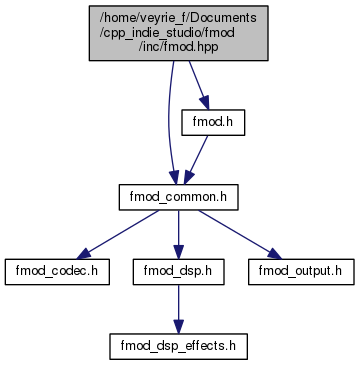 /home/veyrie_f/Documents
/cpp_indie_studio/fmod
/inc/fmod.hpp
fmod.h
fmod_common.h
fmod_codec.h
fmod_dsp.h
fmod_output.h
fmod_dsp_effects.h